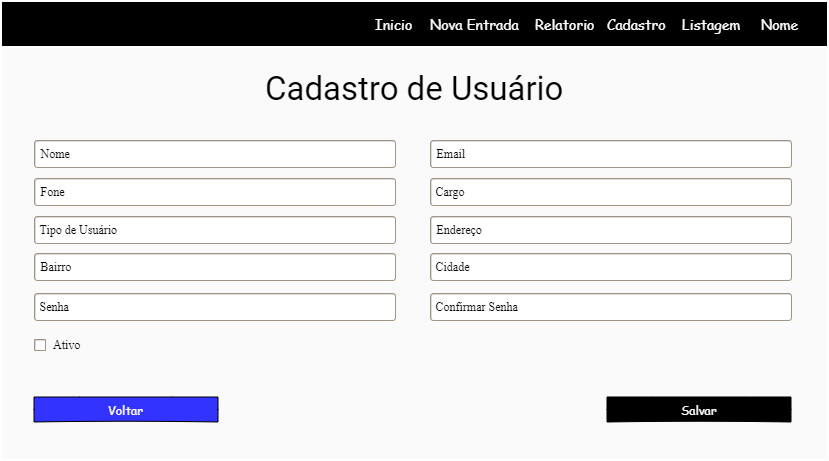 Inicio Nova Entrada Relatorio Cadastro Listagem Nome
Cadastro de Usuário
Nome Email
Fone Cargo
Tipo de Usuário Endereço
Bairro Cidade
Senha Confirmar Senha
Ativo
Voltar Salvar